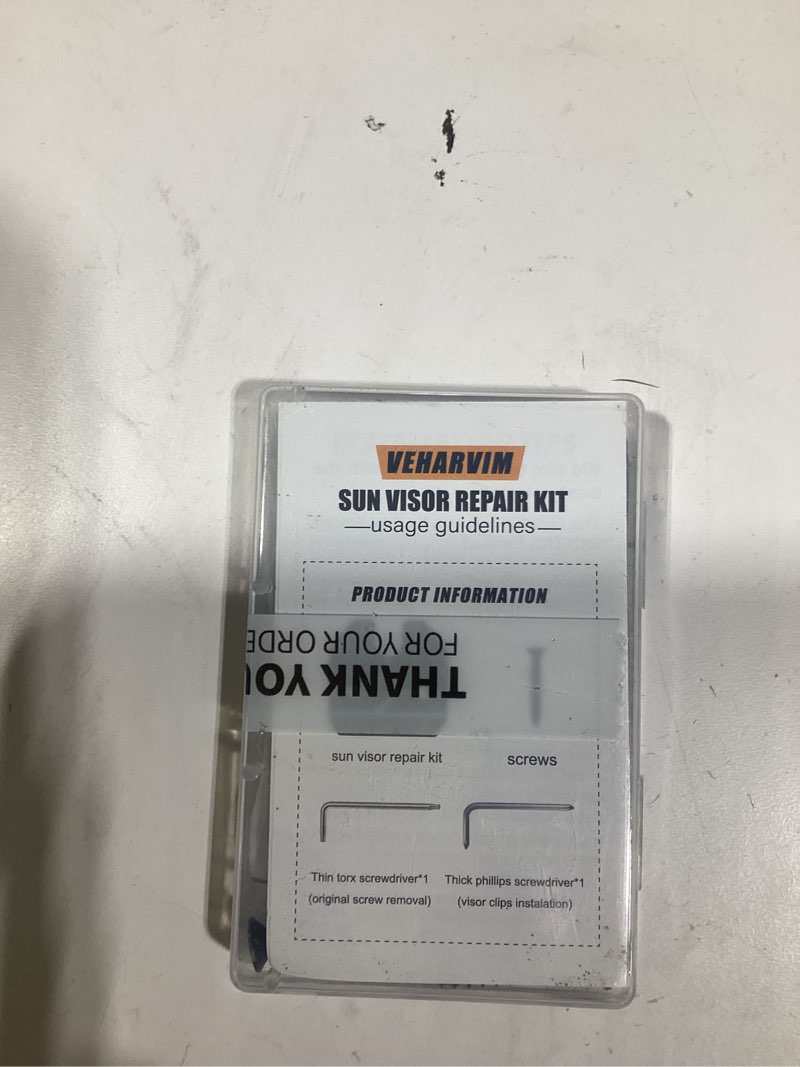 VEHARVIM
SUN VISOR REPAIR KIT
—usage guidelines—
PRODUCT INFORMATION
THANK YOU
FOR YOUR ORDE
sun visor repair kit
screws
Thin torx screwdriver*1
(original screw removal)
Thick phillips screwdriver*1
(visor clips instalation)